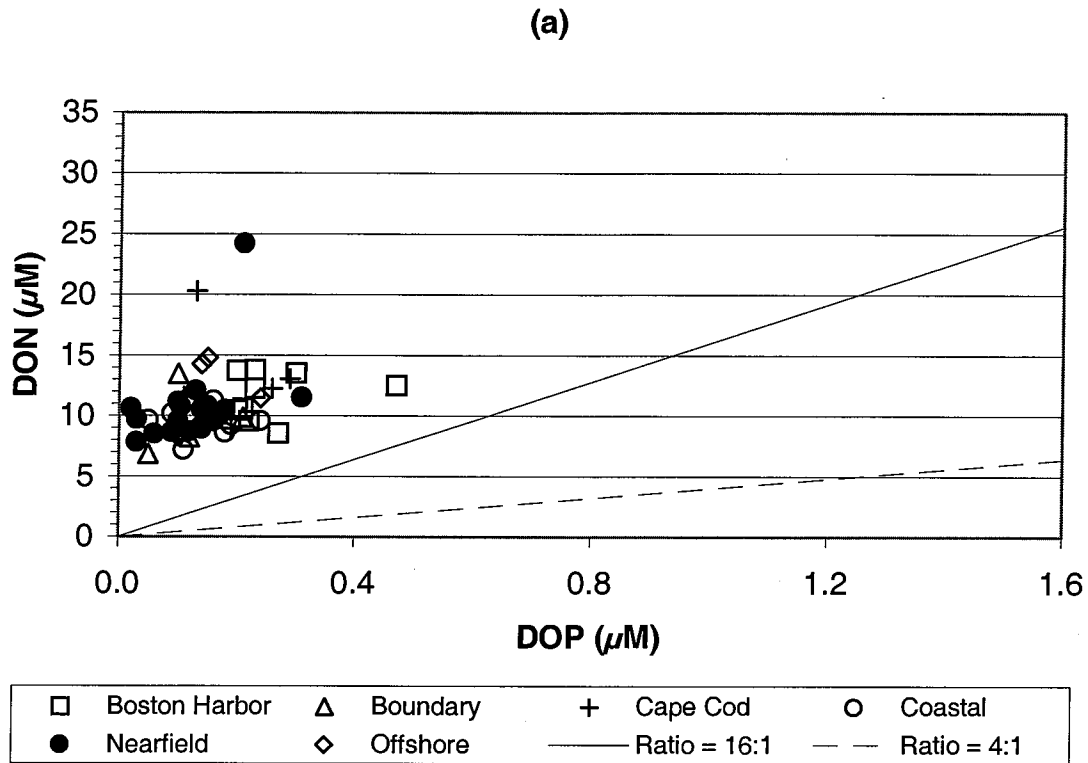 (a)
35
30
25
20
15
10
5
0
DON (µM)
0.0 0.4 0.8 1.2 1.6
DOP (µM)
Boston Harbor Boundary Cape Cod Coastal
Nearfield Offshore Ratio = 16:1 Ratio = 4:1